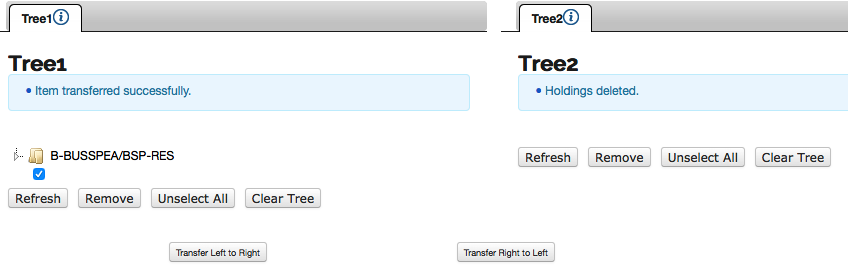 Tree1
Tree2
Tree1
Tree2
Item transferred successfully.
Holdings deleted.
B-BUSSPEA/BSP-RES
Refresh Remove Unselect All Clear Tree
Refresh Remove Unselect All Clear Tree
Transfer Left to Right
Transfer Right to Left